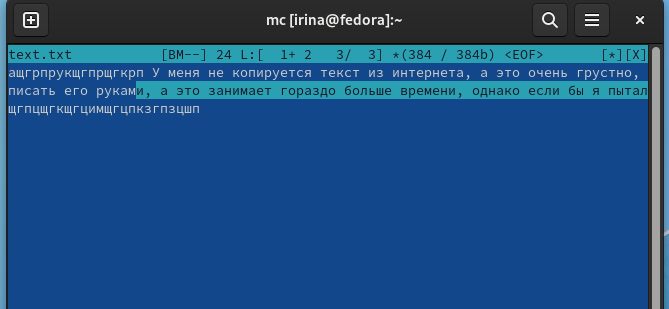 mc [irina@fedora]:~
text.txt [BM--] 24 L:[ 1+ 2 3/ 3] *(384 / 384b) <EOF> [*][X]
ащгрпрукщгпрщгкрп У меня не копируется текст из интернета, а это очень грустно,
писать его руками, а это занимает гораздо больше времени, однако если бы я пытал
щгпцщгкщгцимщгцпкзгпзцшп